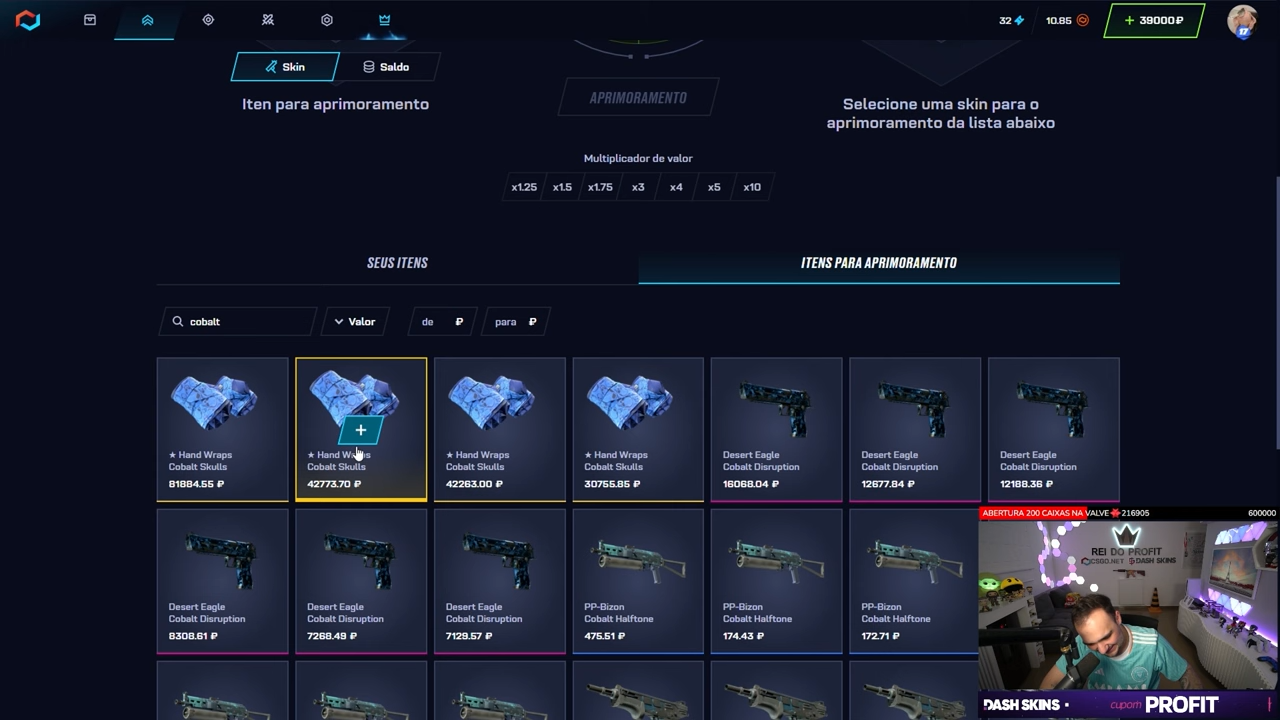 32
10.85
+ 39000₽
17
Skin
Saldo
Iten para aprimoramento
APRIMORAMENTO
Selecione uma skin para o
aprimoramento da lista abaixo
Multiplicador de valor
x1.25 x1.5 x1.75 x3 x4 x5 x10
SEUS ITENS
ITENS PARA APRIMORAMENTO
cobalt
Valor
de ₽
para ₽
★ Hand Wraps
Cobalt Skulls
81884.55 ₽
★ Hand Wraps
Cobalt Skulls
42773.70 ₽
★ Hand Wraps
Cobalt Skulls
42263.00 ₽
★ Hand Wraps
Cobalt Skulls
30755.85 ₽
Desert Eagle
Cobalt Disruption
16068.04 ₽
Desert Eagle
Cobalt Disruption
12677.84 ₽
Desert Eagle
Cobalt Disruption
12188.36 ₽
Desert Eagle
Cobalt Disruption
8308.61 ₽
Desert Eagle
Cobalt Disruption
7268.49 ₽
Desert Eagle
Cobalt Disruption
7129.57 ₽
PP-Bizon
Cobalt Halftone
475.51 ₽
PP-Bizon
Cobalt Halftone
174.43 ₽
PP-Bizon
Cobalt Halftone
172.71 ₽
ABERTURA 200 CAIXAS NA VALVE 216905
600000
REI DO PROFIT
CSGO.NET DASH SKINS
DASH SKINS
cupom PROFIT